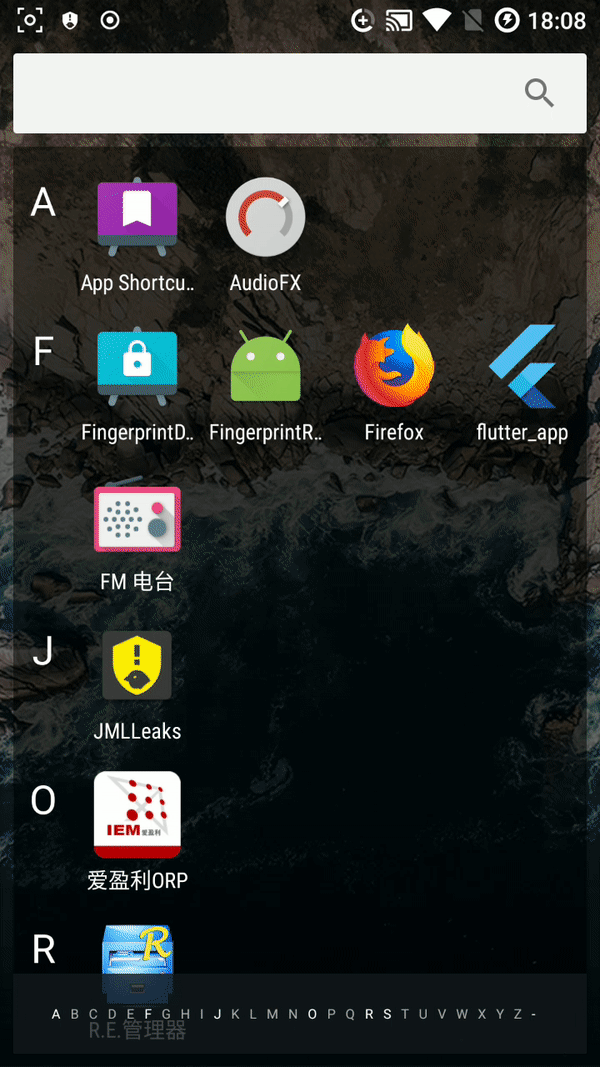 18:08
A
App Shortcu..
AudioFX
F
FingerprintD..
FingerprintR..
Firefox
flutter_app
FM 电台
J
JMLLeaks
O
IEM 爱盈利
爱盈利ORP
R
R
A B C D E F G H I J K L M N O P Q R S T U V W X Y Z -
R.E.管理器